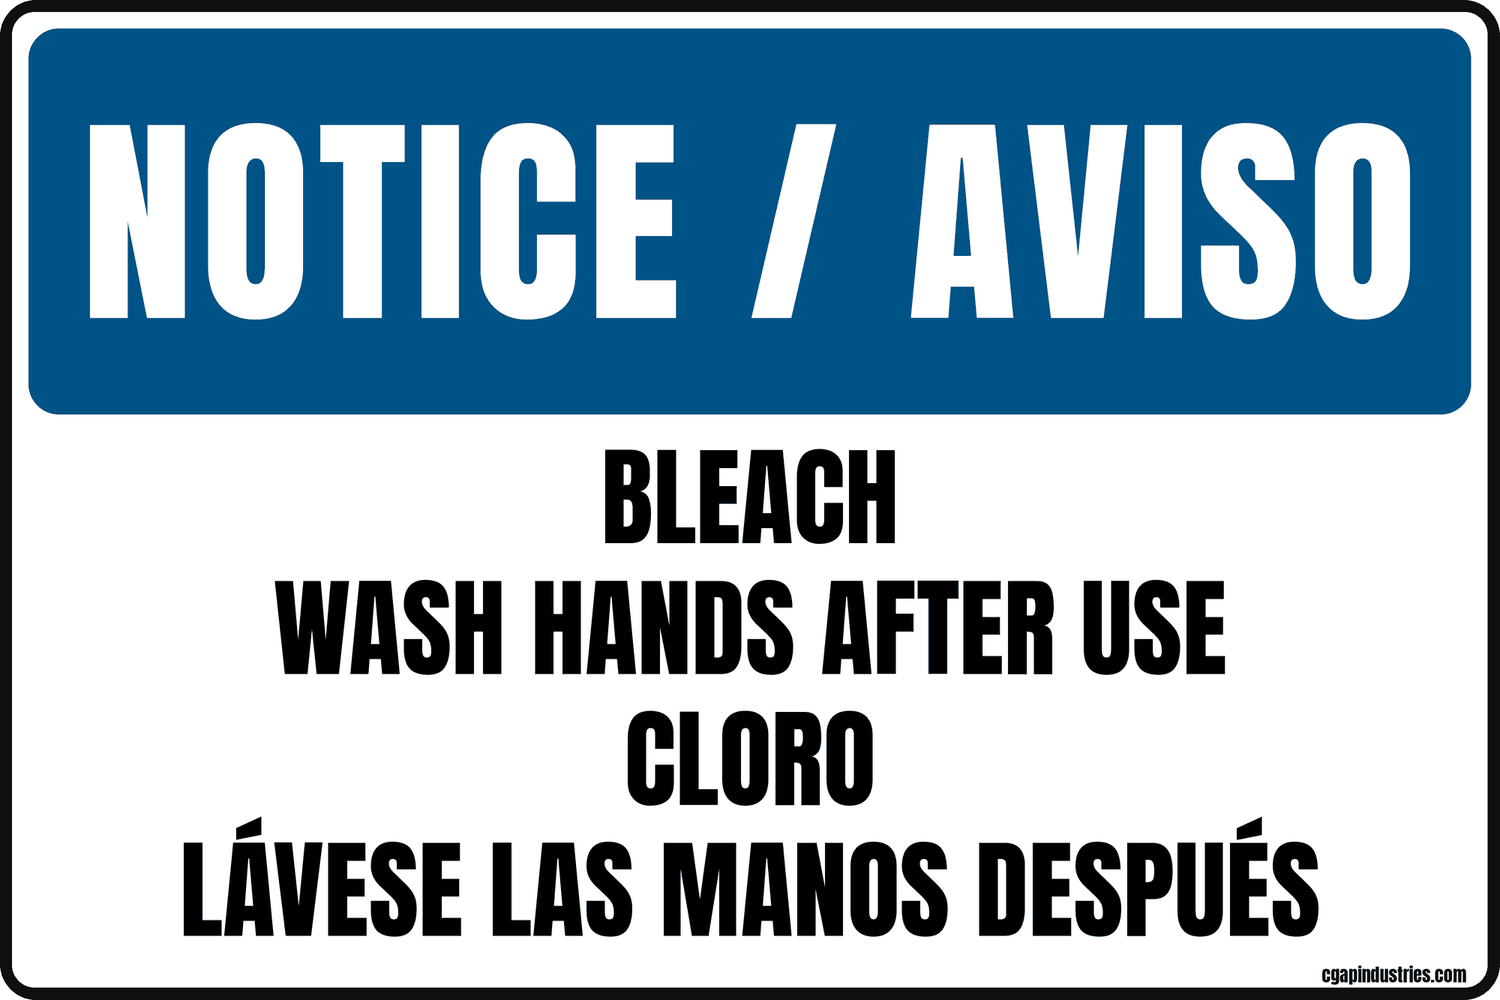 NOTICE / AVISO
BLEACH
WASH HANDS AFTER USE
CLORO
LÁVESE LAS MANOS DESPUÉS
cgapindustries.com